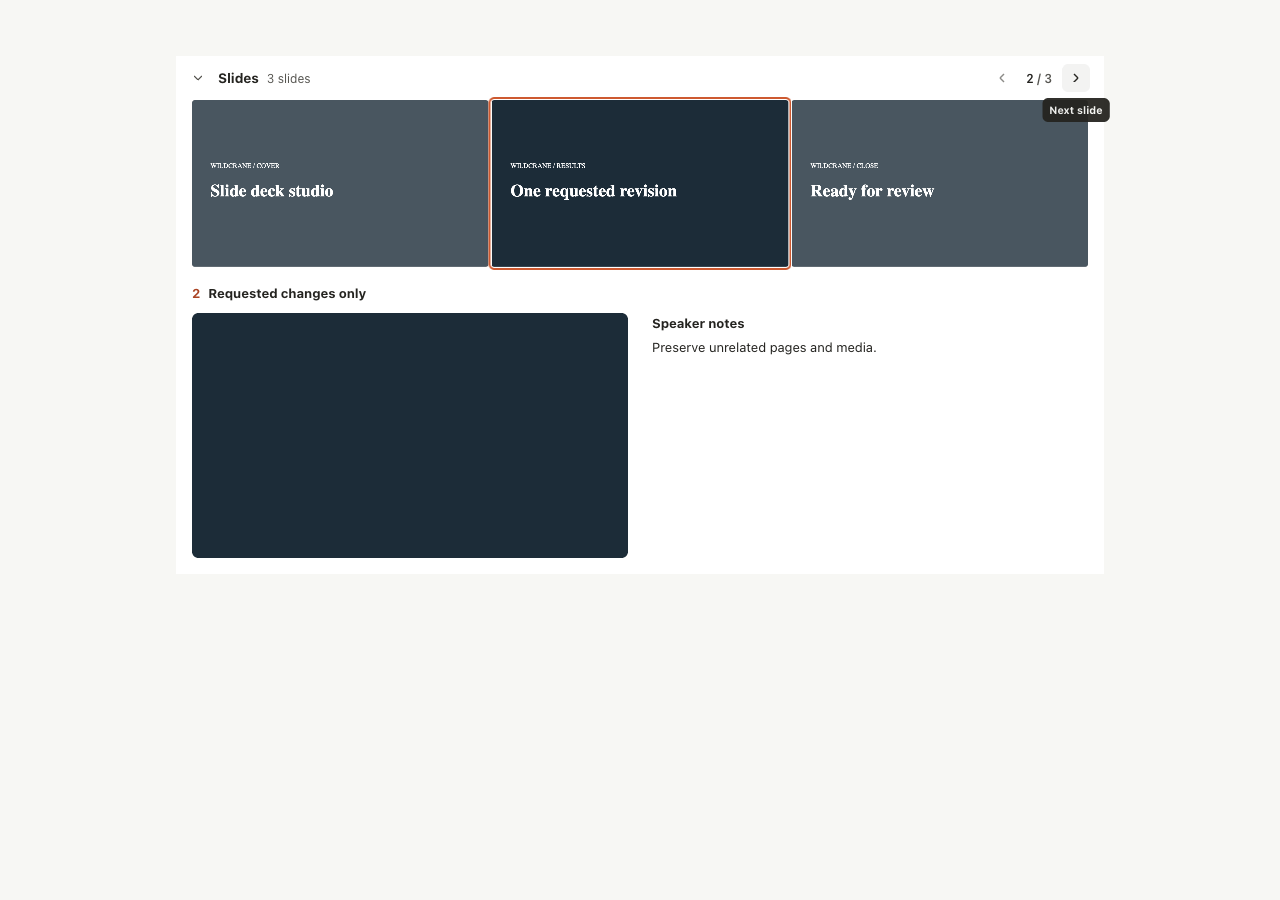 Slides 3 slides 2 / 3
Next slide
WILDCRANE / COVER
Slide deck studio
WILDCRANE / RESULTS
One requested revision
WILDCRANE / CLOSE
Ready for review
2 Requested changes only
Speaker notes
Preserve unrelated pages and media.